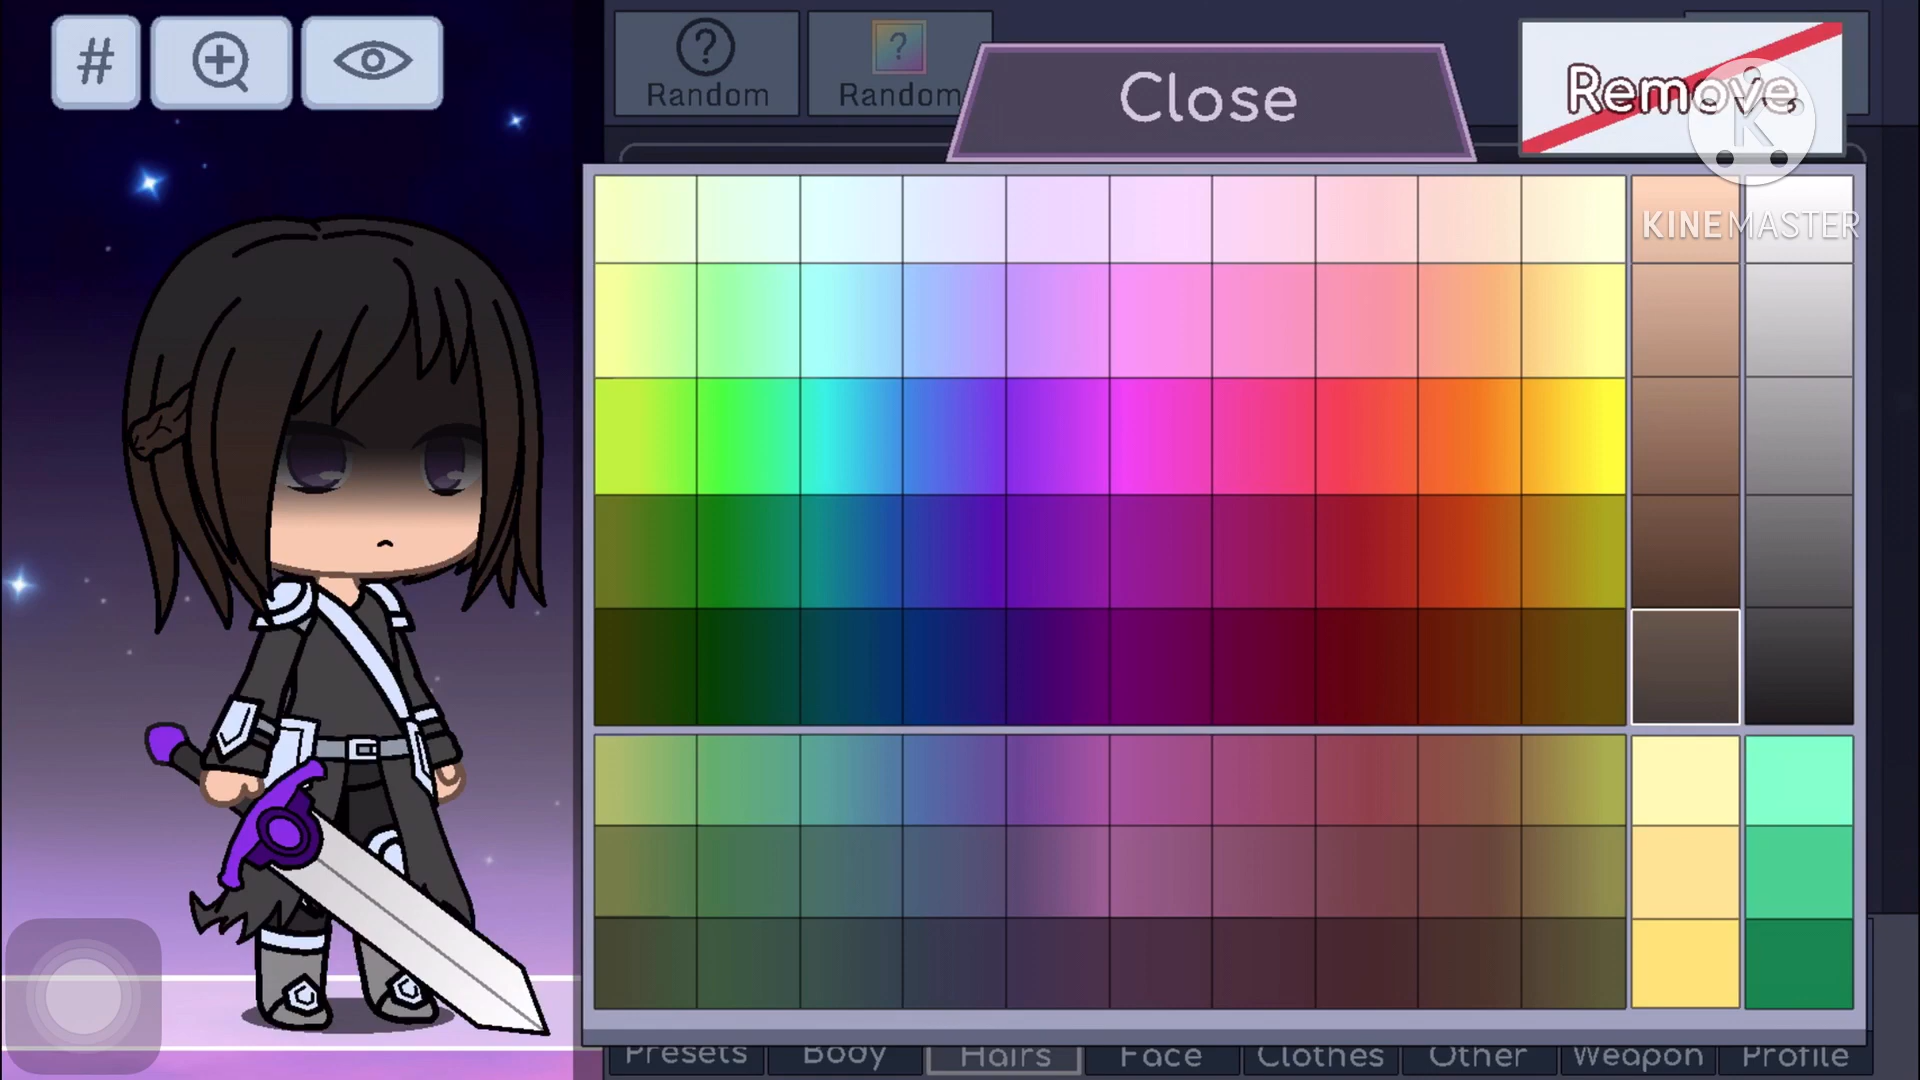 #
? Random
? Random
Close
Remove
K
KINEMASTER
Presets
Body
Hairs
Face
Clothes
Other
Weapon
Profile